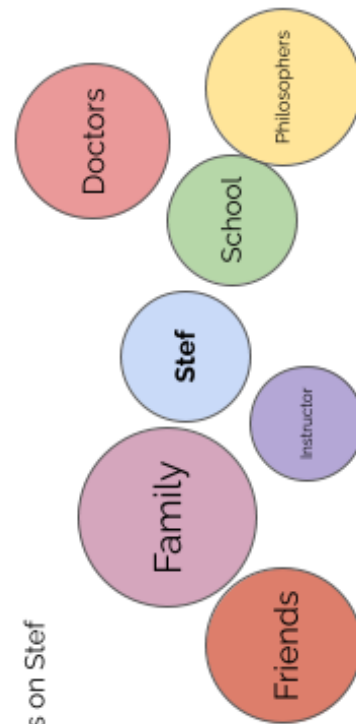 s on Stef
Friends
Family
Instructor
Stef
School
Doctors
Philosophers